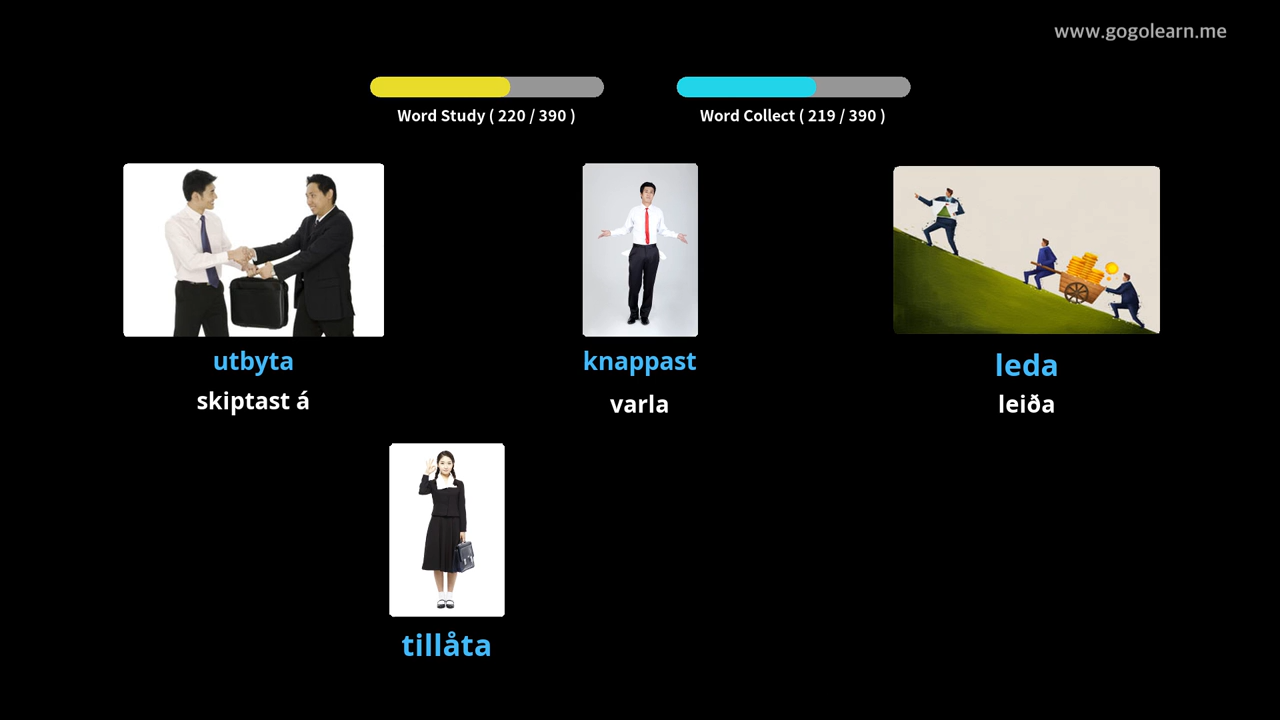 www.gogolearn.me
Word Study ( 220 / 390 )
Word Collect ( 219 / 390 )
utbyta
skiptast á
knappast
varla
leda
leiða
tillåta